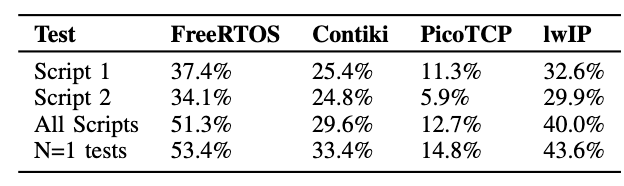 Test FreeRTOS Contiki PicoTCP lwIP
Script 1 37.4% 25.4% 11.3% 32.6%
Script 2 34.1% 24.8% 5.9% 29.9%
All Scripts 51.3% 29.6% 12.7% 40.0%
N=1 tests 53.4% 33.4% 14.8% 43.6%